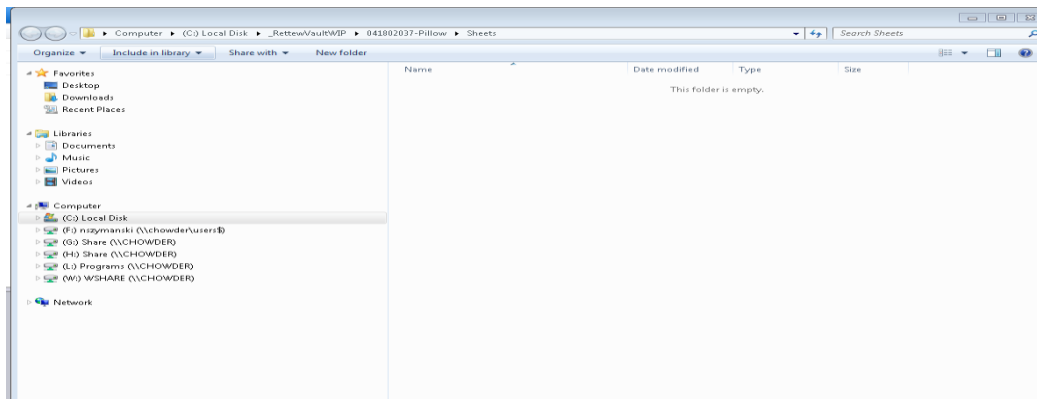 Computer ▸ (C:) Local Disk ▸ _RettewVaultWIP ▸ 041802037-Pillow ▸ Sheets
Search Sheets
Organize Include in library Share with New folder
Name Date modified Type Size
This folder is empty.
Favorites
Desktop
Downloads
Recent Places
Libraries
Documents
Music
Pictures
Videos
Computer
(C:) Local Disk
(F:) nszymanski (\\chowder\users$)
(G:) Share (\\CHOWDER)
(H:) Share (\\CHOWDER)
(L:) Programs (\\CHOWDER)
(W:) WSHARE (\\CHOWDER)
Network